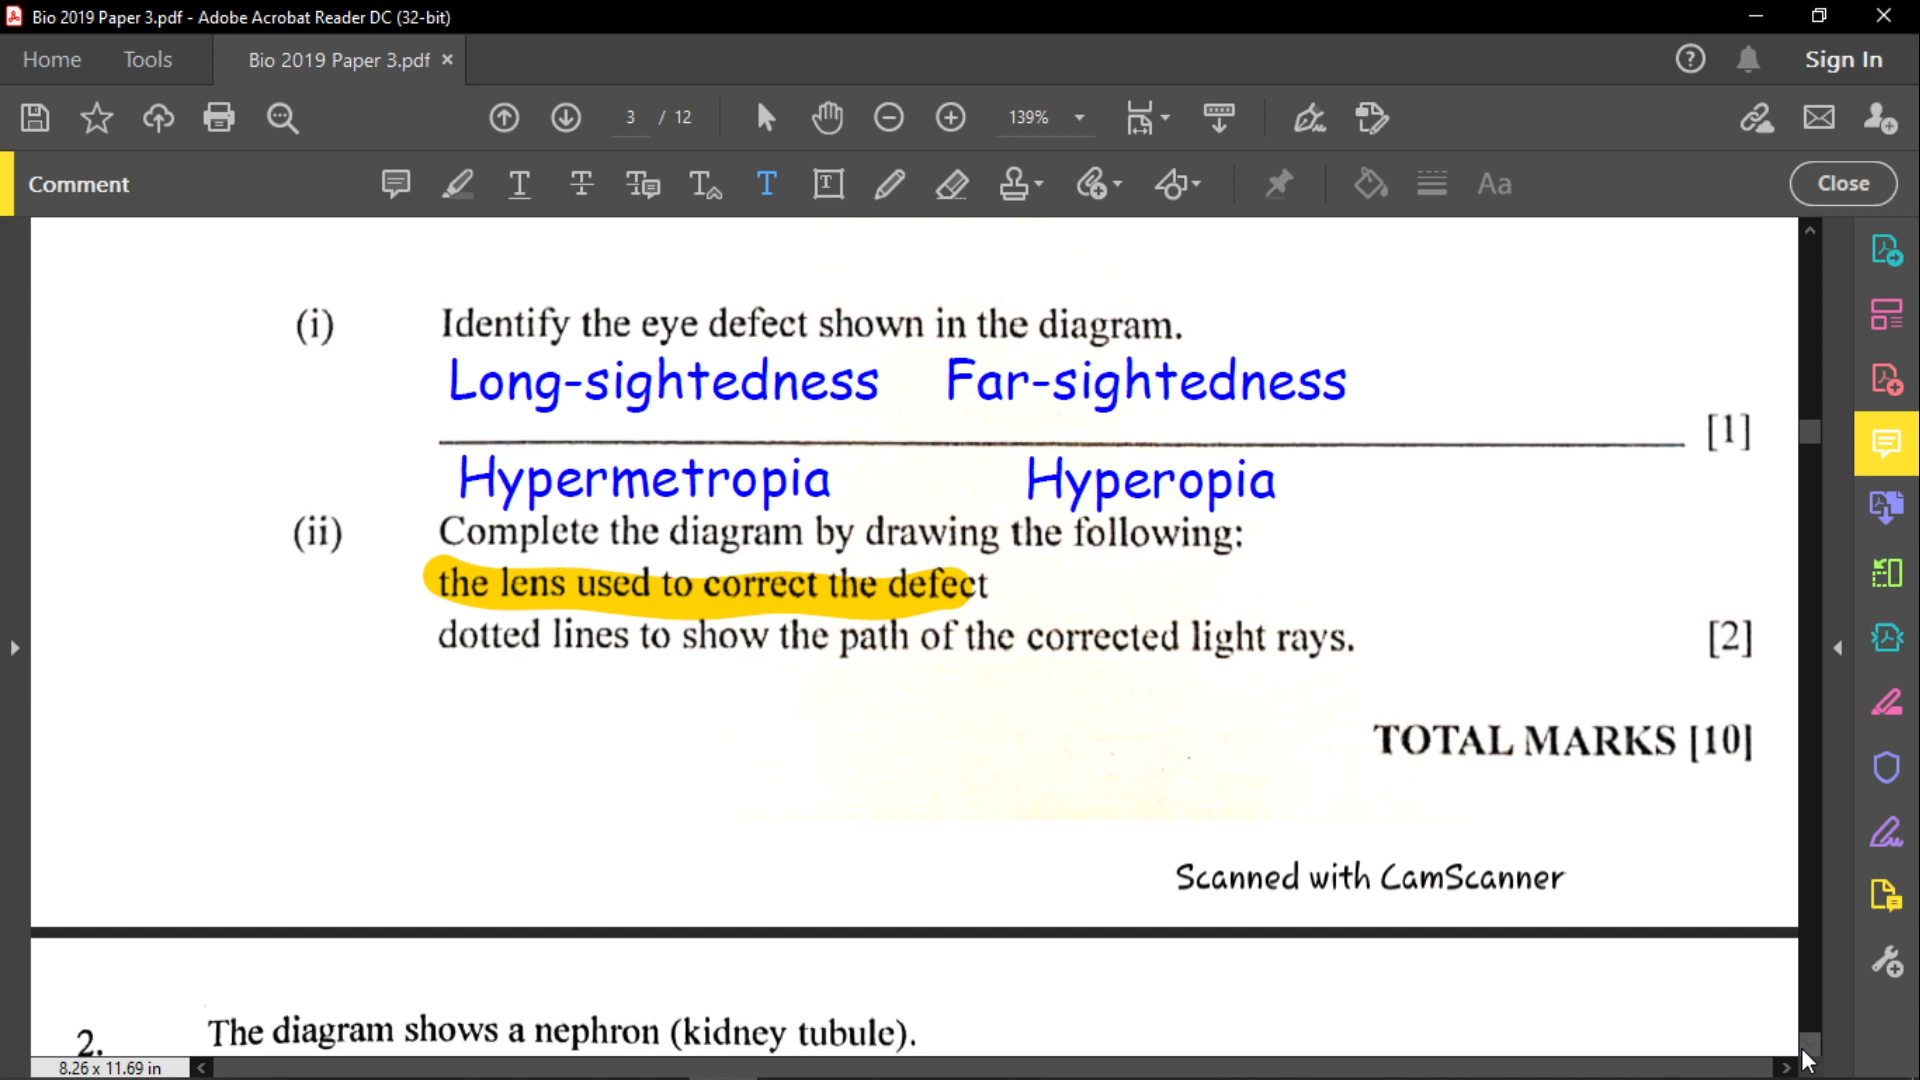 Bio 2019 Paper 3.pdf - Adobe Acrobat Reader DC (32-bit)
Home Tools Bio 2019 Paper 3.pdf × Sign In
3 / 12 139%
Comment Aa Close
(i) Identify the eye defect shown in the diagram.
Long-sightedness Far-sightedness
[1]
Hypermetropia Hyperopia
(ii) Complete the diagram by drawing the following:
the lens used to correct the defect
dotted lines to show the path of the corrected light rays. [2]
TOTAL MARKS [10]
Scanned with CamScanner
2. The diagram shows a nephron (kidney tubule).
8.26 x 11.69 in